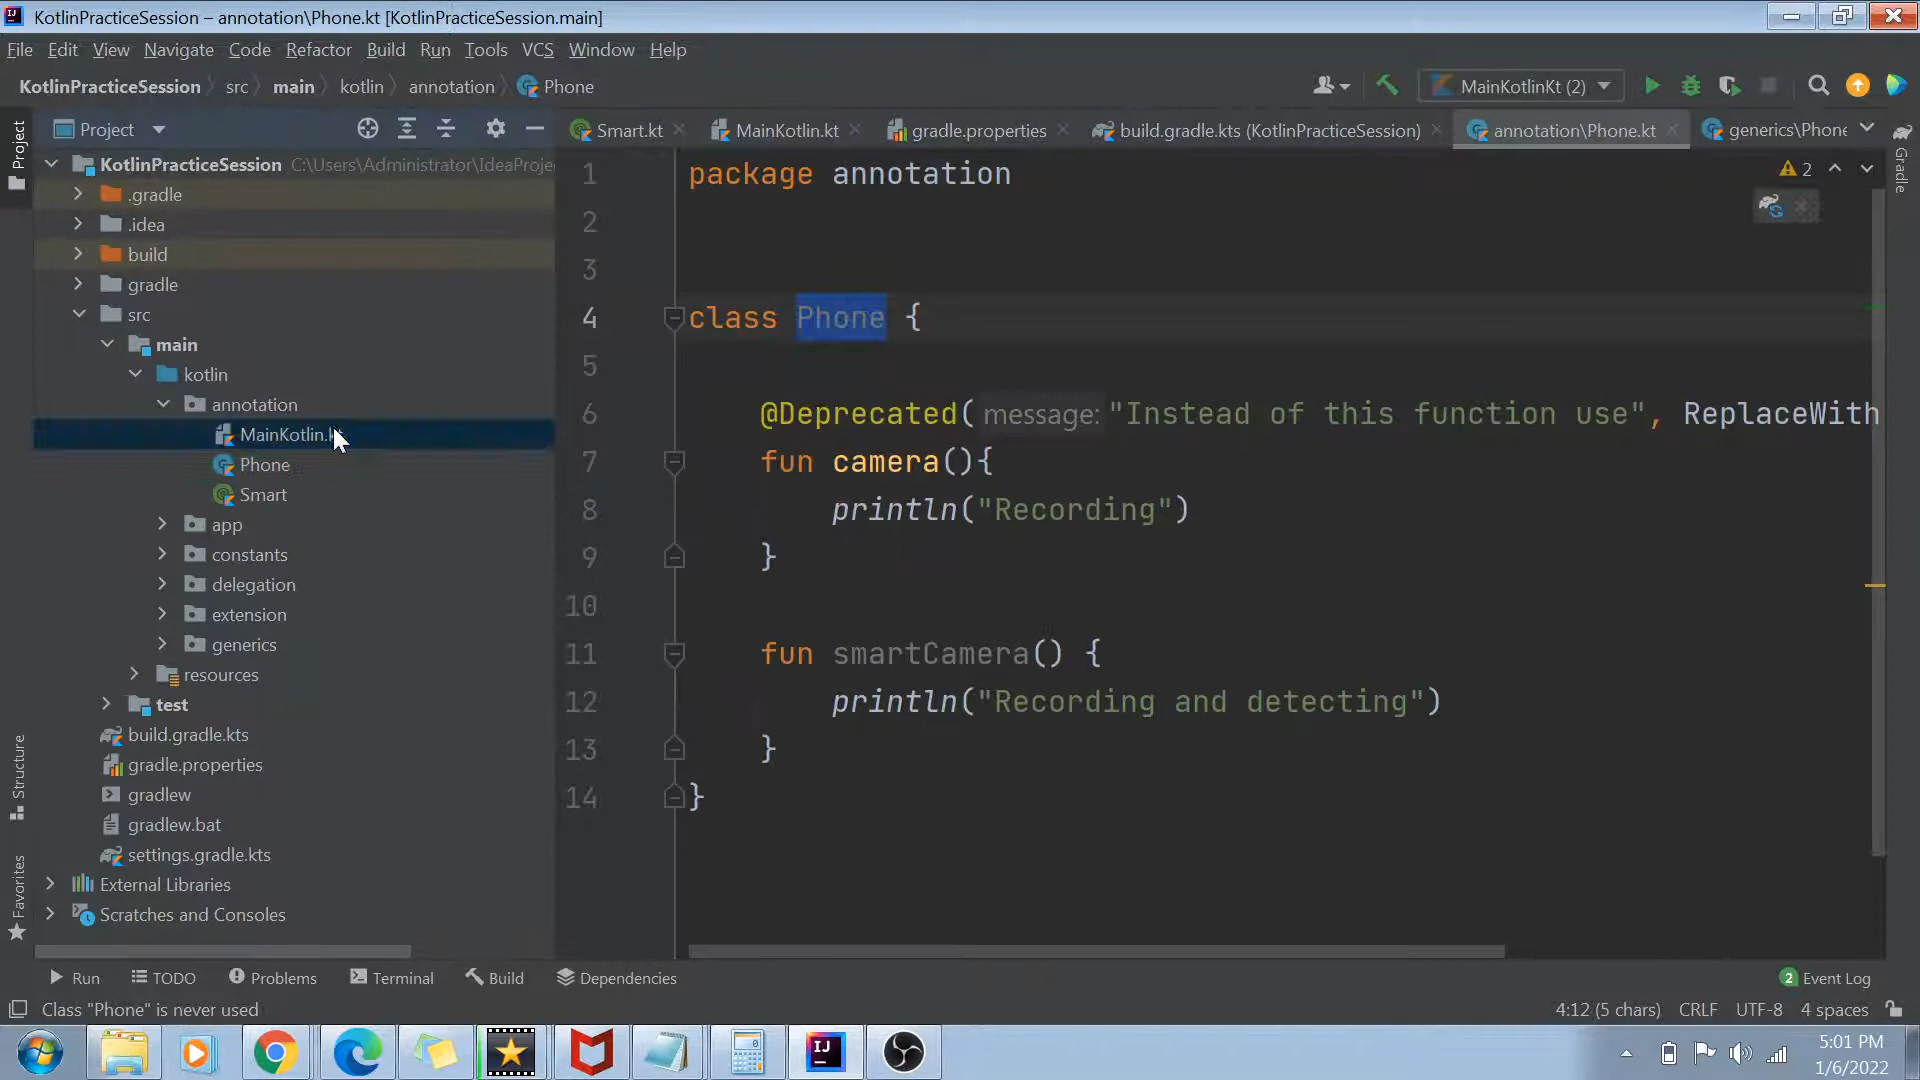 KotlinPracticeSession – annotation\Phone.kt [KotlinPracticeSession.main]
File Edit View Navigate Code Refactor Build Run Tools VCS Window Help
KotlinPracticeSession src main kotlin annotation Phone MainKotlinKt (2)
Project
Project
Smart.kt MainKotlin.kt gradle.properties build.gradle.kts (KotlinPracticeSession) annotation\Phone.kt generics\Phone
Gradle
KotlinPracticeSession C:\Users\Administrator\IdeaProje
.gradle
.idea
build
gradle
src
main
kotlin
annotation
MainKotlin.kt
Phone
Smart
app
constants
delegation
extension
generics
resources
test
build.gradle.kts
gradle.properties
gradlew
gradlew.bat
settings.gradle.kts
External Libraries
Scratches and Consoles
Structure
Favorites
2
1 package annotation
2
3
4 class Phone {
5
6 @Deprecated( message: "Instead of this function use", ReplaceWith
7 fun camera(){
8 println("Recording")
9 }
10
11 fun smartCamera() {
12 println("Recording and detecting")
13 }
14 }
Run TODO Problems Terminal Build Dependencies 2 Event Log
Class "Phone" is never used 4:12 (5 chars) CRLF UTF-8 4 spaces
5:01 PM
1/6/2022